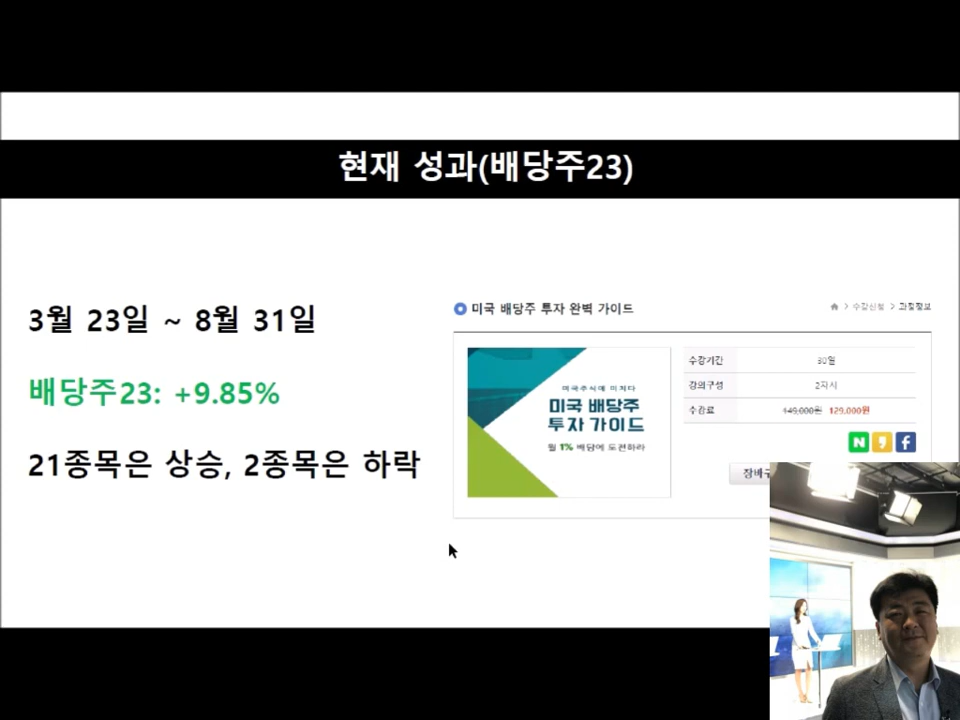 현재 성과(배당주23)
3월 23일 ~ 8월 31일
배당주23: +9.85%
21종목은 상승, 2종목은 하락
미국 배당주 투자 완벽 가이드
> 수강신청 > 과정정보
미국주식에 미치다
미국 배당주
투자 가이드
월 1% 배당에 도전하라
수강기간 30일
강의구성 2차시
수강료 149,000원 129,000원
N f
장바구